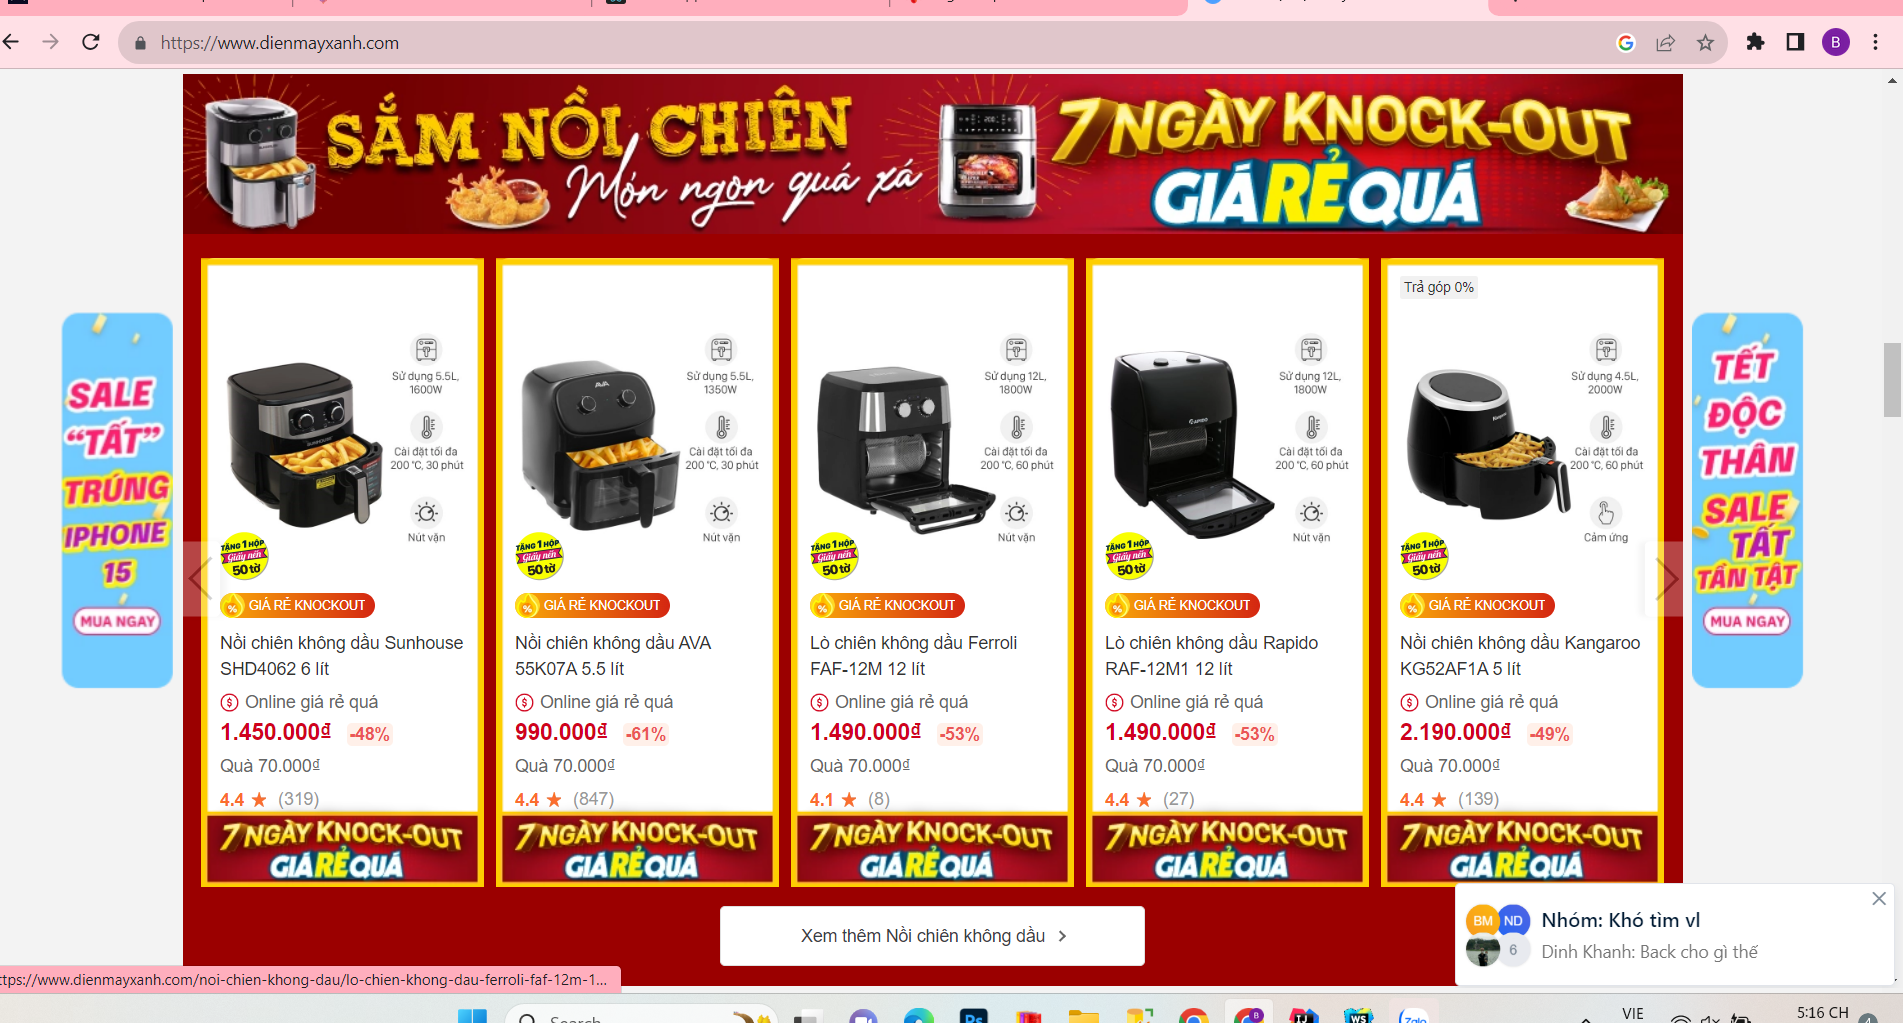 https://www.dienmayxanh.com
B
SẮM NỒI CHIÊN
Món ngon quá xá
7 NGÀY KNOCK-OUT
GIÁ RẺ QUÁ
SALE
“TẤT”
TRÚNG
IPHONE
15
MUA NGAY
TẾT
ĐỘC
THÂN
SALE
TẤT
TẦN TẬT
MUA NGAY
Sử dụng 5.5L,
1600W
Cài đặt tối đa
200 °C, 30 phút
Nút vặn
TẶNG 1 HỘP
Giấy nến
50 tờ
GIÁ RẺ KNOCKOUT
Nồi chiên không dầu Sunhouse
SHD4062 6 lít
Online giá rẻ quá
1.450.000₫ -48%
Quà 70.000₫
4.4 ★ (319)
7 NGÀY KNOCK-OUT
GIÁ RẺ QUÁ
AVA
Sử dụng 5.5L,
1350W
Cài đặt tối đa
200 °C, 30 phút
Nút vặn
TẶNG 1 HỘP
Giấy nến
50 tờ
GIÁ RẺ KNOCKOUT
Nồi chiên không dầu AVA
55K07A 5.5 lít
Online giá rẻ quá
990.000₫ -61%
Quà 70.000₫
4.4 ★ (847)
7 NGÀY KNOCK-OUT
GIÁ RẺ QUÁ
Sử dụng 12L,
1800W
Cài đặt tối đa
200 °C, 60 phút
Nút vặn
TẶNG 1 HỘP
Giấy nến
50 tờ
GIÁ RẺ KNOCKOUT
Lò chiên không dầu Ferroli
FAF-12M 12 lít
Online giá rẻ quá
1.490.000₫ -53%
Quà 70.000₫
4.1 ★ (8)
7 NGÀY KNOCK-OUT
GIÁ RẺ QUÁ
Sử dụng 12L,
1800W
Cài đặt tối đa
200 °C, 60 phút
Nút vặn
TẶNG 1 HỘP
Giấy nến
50 tờ
GIÁ RẺ KNOCKOUT
Lò chiên không dầu Rapido
RAF-12M1 12 lít
Online giá rẻ quá
1.490.000₫ -53%
Quà 70.000₫
4.4 ★ (27)
7 NGÀY KNOCK-OUT
GIÁ RẺ QUÁ
Trả góp 0%
Sử dụng 4.5L,
2000W
Cài đặt tối đa
200 °C, 60 phút
Cảm ứng
TẶNG 1 HỘP
Giấy nến
50 tờ
GIÁ RẺ KNOCKOUT
Nồi chiên không dầu Kangaroo
KG52AF1A 5 lít
Online giá rẻ quá
2.190.000₫ -49%
Quà 70.000₫
4.4 ★ (139)
7 NGÀY KNOCK-OUT
GIÁ RẺ QUÁ
Xem thêm Nồi chiên không dầu
BM ND
6
Nhóm: Khó tìm vl
Dinh Khanh: Back cho gì thế
ttps://www.dienmayxanh.com/noi-chien-khong-dau/lo-chien-khong-dau-ferroli-faf-12m-1...
Search
Ps
WS
Zalo
VIE
5:16 CH